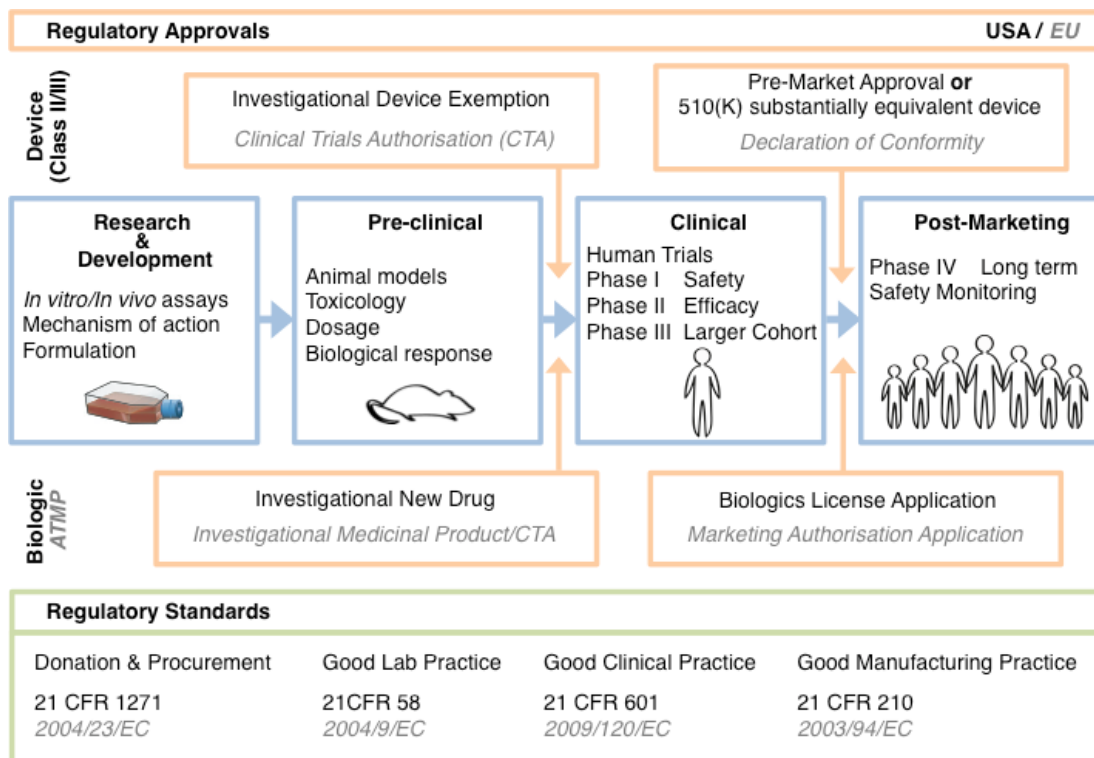 Regulatory Approvals
USA / EU
Device
(Class II/III)
Investigational Device Exemption
Clinical Trials Authorisation (CTA)
Pre-Market Approval or
510(K) substantially equivalent device
Declaration of Conformity
Research
&
Development
In vitro/In vivo assays
Mechanism of action
Formulation
Pre-clinical
Animal models
Toxicology
Dosage
Biological response
Clinical
Human Trials
Phase I Safety
Phase II Efficacy
Phase III Larger Cohort
Post-Marketing
Phase IV Long term
Safety Monitoring
Biologic
ATMP
Investigational New Drug
Investigational Medicinal Product/CTA
Biologics License Application
Marketing Authorisation Application
Regulatory Standards
Donation & Procurement
21 CFR 1271
2004/23/EC
Good Lab Practice
21CFR 58
2004/9/EC
Good Clinical Practice
21 CFR 601
2009/120/EC
Good Manufacturing Practice
21 CFR 210
2003/94/EC